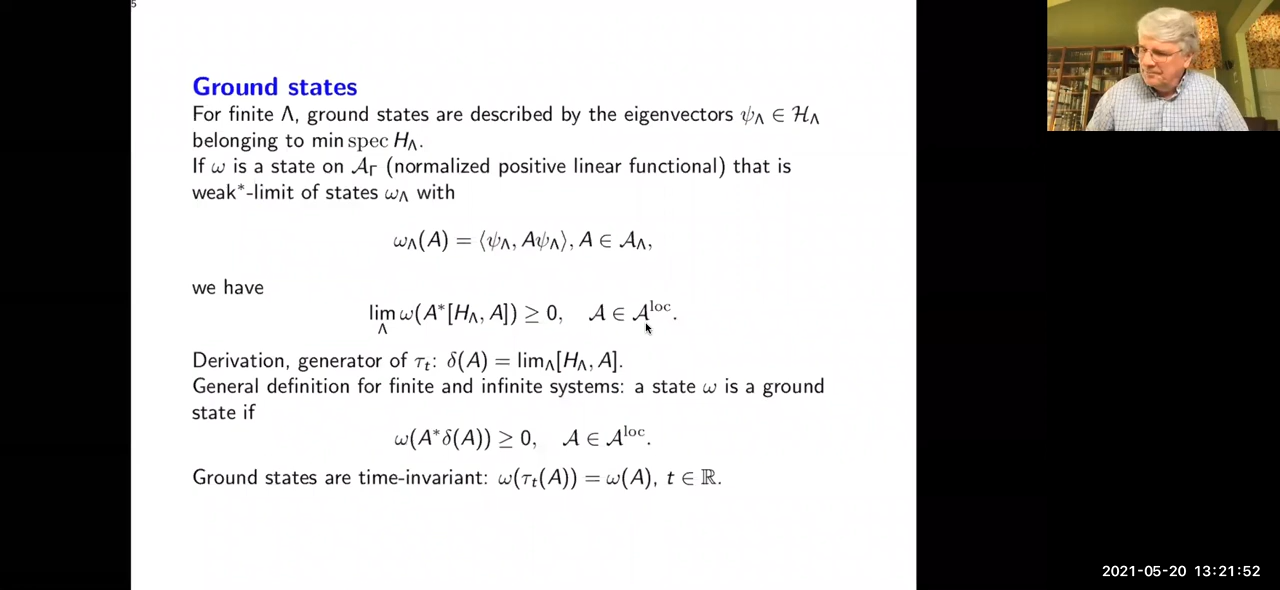 5
Ground states
For finite Λ, ground states are described by the eigenvectors ψ_Λ ∈ ℋ_Λ
belonging to min spec H_Λ.
If ω is a state on 𝒜_Γ (normalized positive linear functional) that is
weak*-limit of states ω_Λ with
ω_Λ(A) = ⟨ψ_Λ, Aψ_Λ⟩, A ∈ 𝒜_Λ,
we have
lim_Λ ω(A*[H_Λ, A]) ≥ 0, 𝒜 ∈ 𝒜^loc.
Derivation, generator of τ_t: δ(A) = lim_Λ[H_Λ, A].
General definition for finite and infinite systems: a state ω is a ground
state if
ω(A*δ(A)) ≥ 0, 𝒜 ∈ 𝒜^loc.
Ground states are time-invariant: ω(τ_t(A)) = ω(A), t ∈ ℝ.
2021-05-20 13:21:52